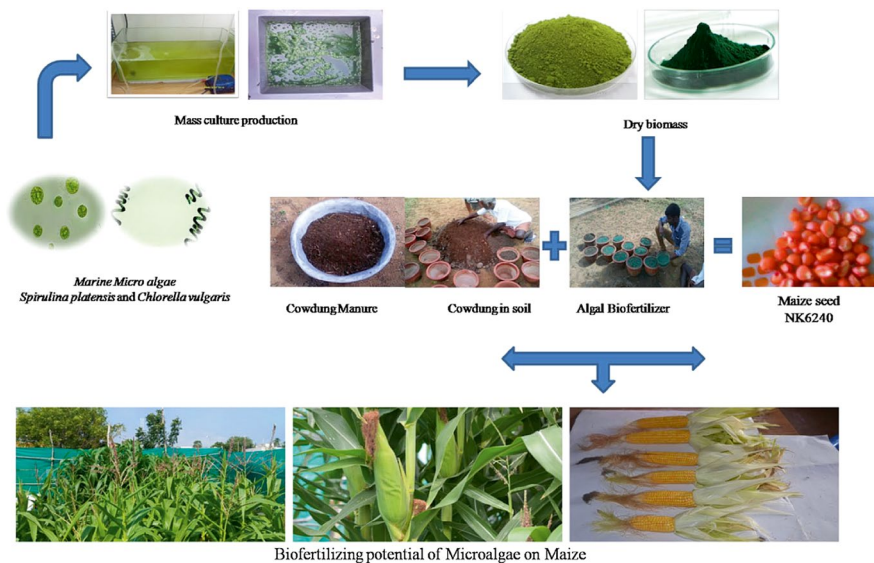 Mass culture production
Dry biomass
Marine Micro algae
Spirulina platensis and Chlorella vulgaris
Cowdung Manure
Cowdung in soil
Algal Biofertilizer
Maize seed
NK6240
Biofertilizing potential of Microalgae on Maize